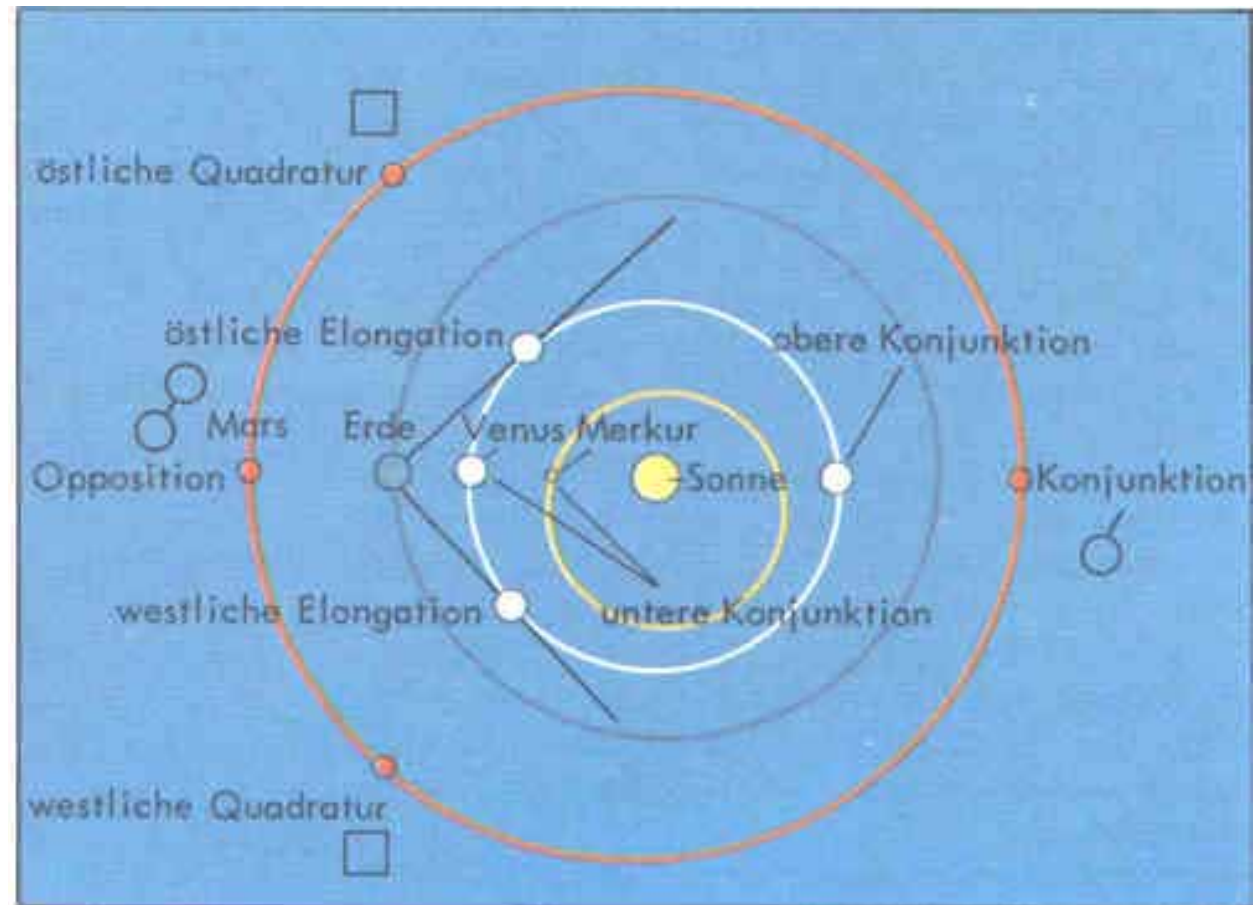 östliche Quadratur
östliche Elongation
obere Konjunktion
Mars
Erde
Venus
Merkur
Opposition
Sonne
Konjunktion
westliche Elongation
untere Konjunktion
westliche Quadratur